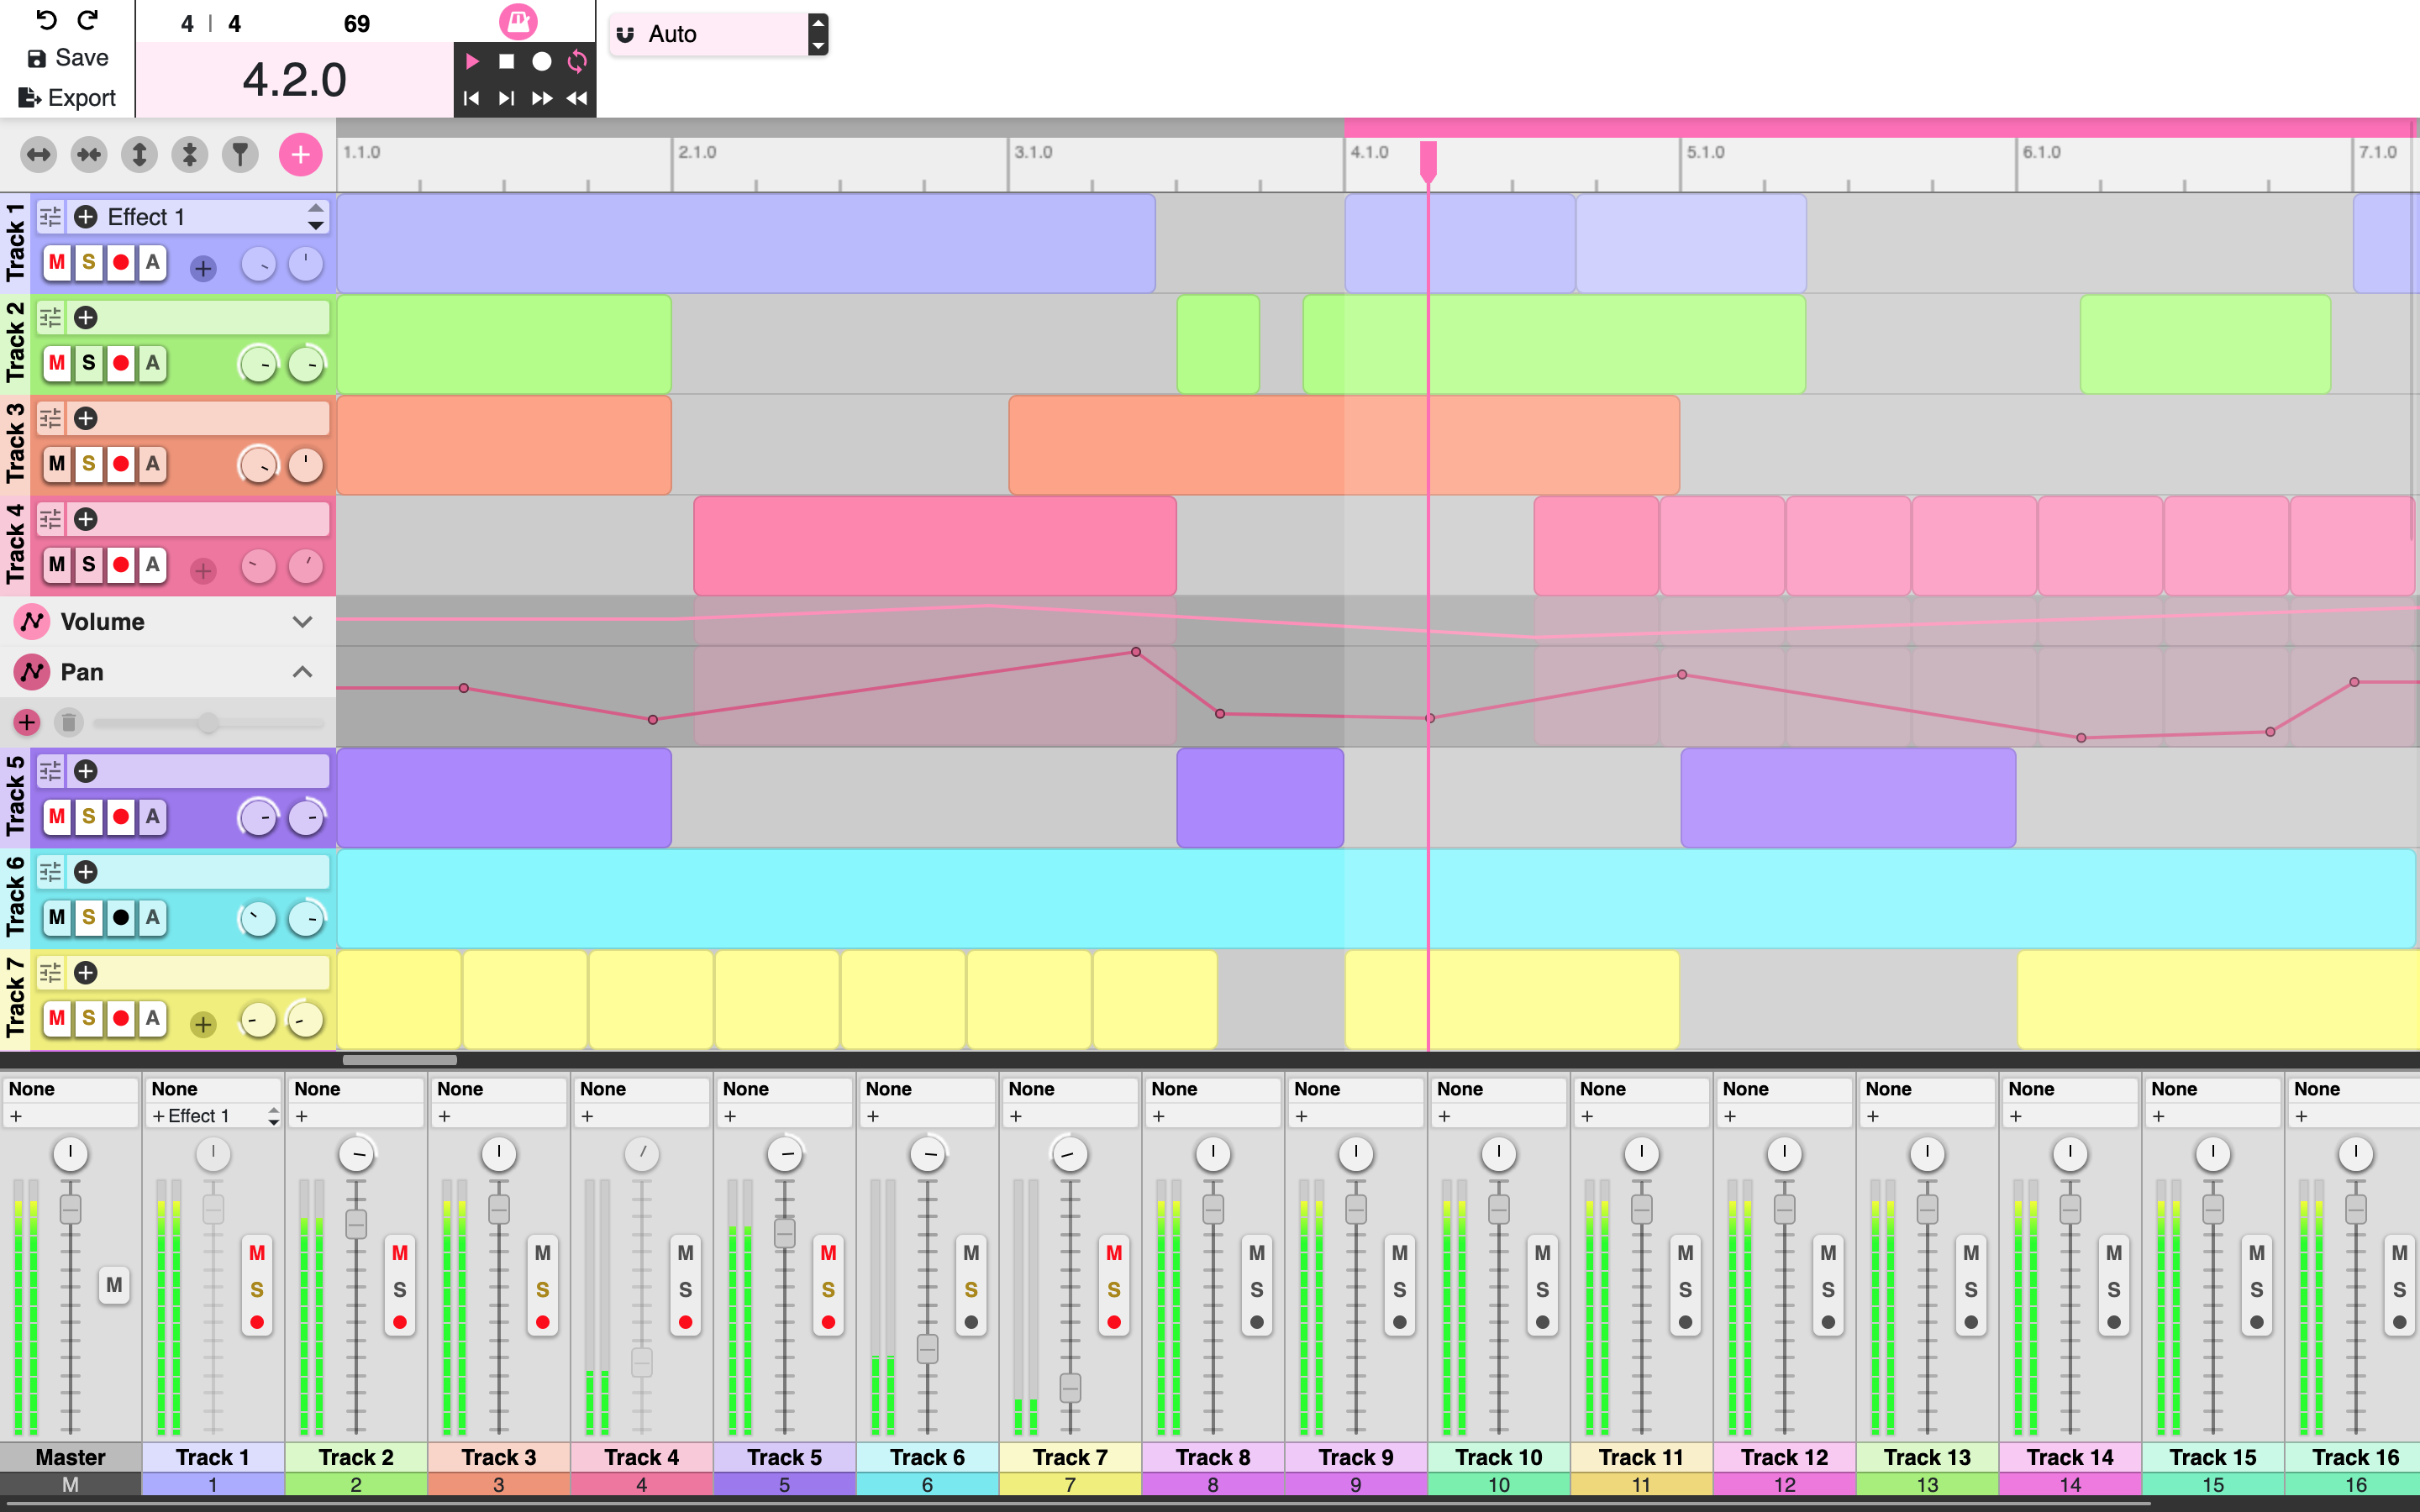 4 | 4 69
Save
Export
4.2.0
Auto
1.1.0 2.1.0 3.1.0 4.1.0 5.1.0 6.1.0 7.1.0
Track 1
Effect 1
M S A
Track 2
M S A
Track 3
M S A
Track 4
M S A
Volume
Pan
Track 5
M S A
Track 6
M S A
Track 7
M S A
None None None None None None None None None None None None None None None None None
+ + Effect 1 + + + + + + + + + + + + + + +
M M M M M M M M M M M M M M M M
M
S S S S S S S S S S S S S S S S
Master Track 1 Track 2 Track 3 Track 4 Track 5 Track 6 Track 7 Track 8 Track 9 Track 10 Track 11 Track 12 Track 13 Track 14 Track 15 Track 16
M 1 2 3 4 5 6 7 8 9 10 11 12 13 14 15 16